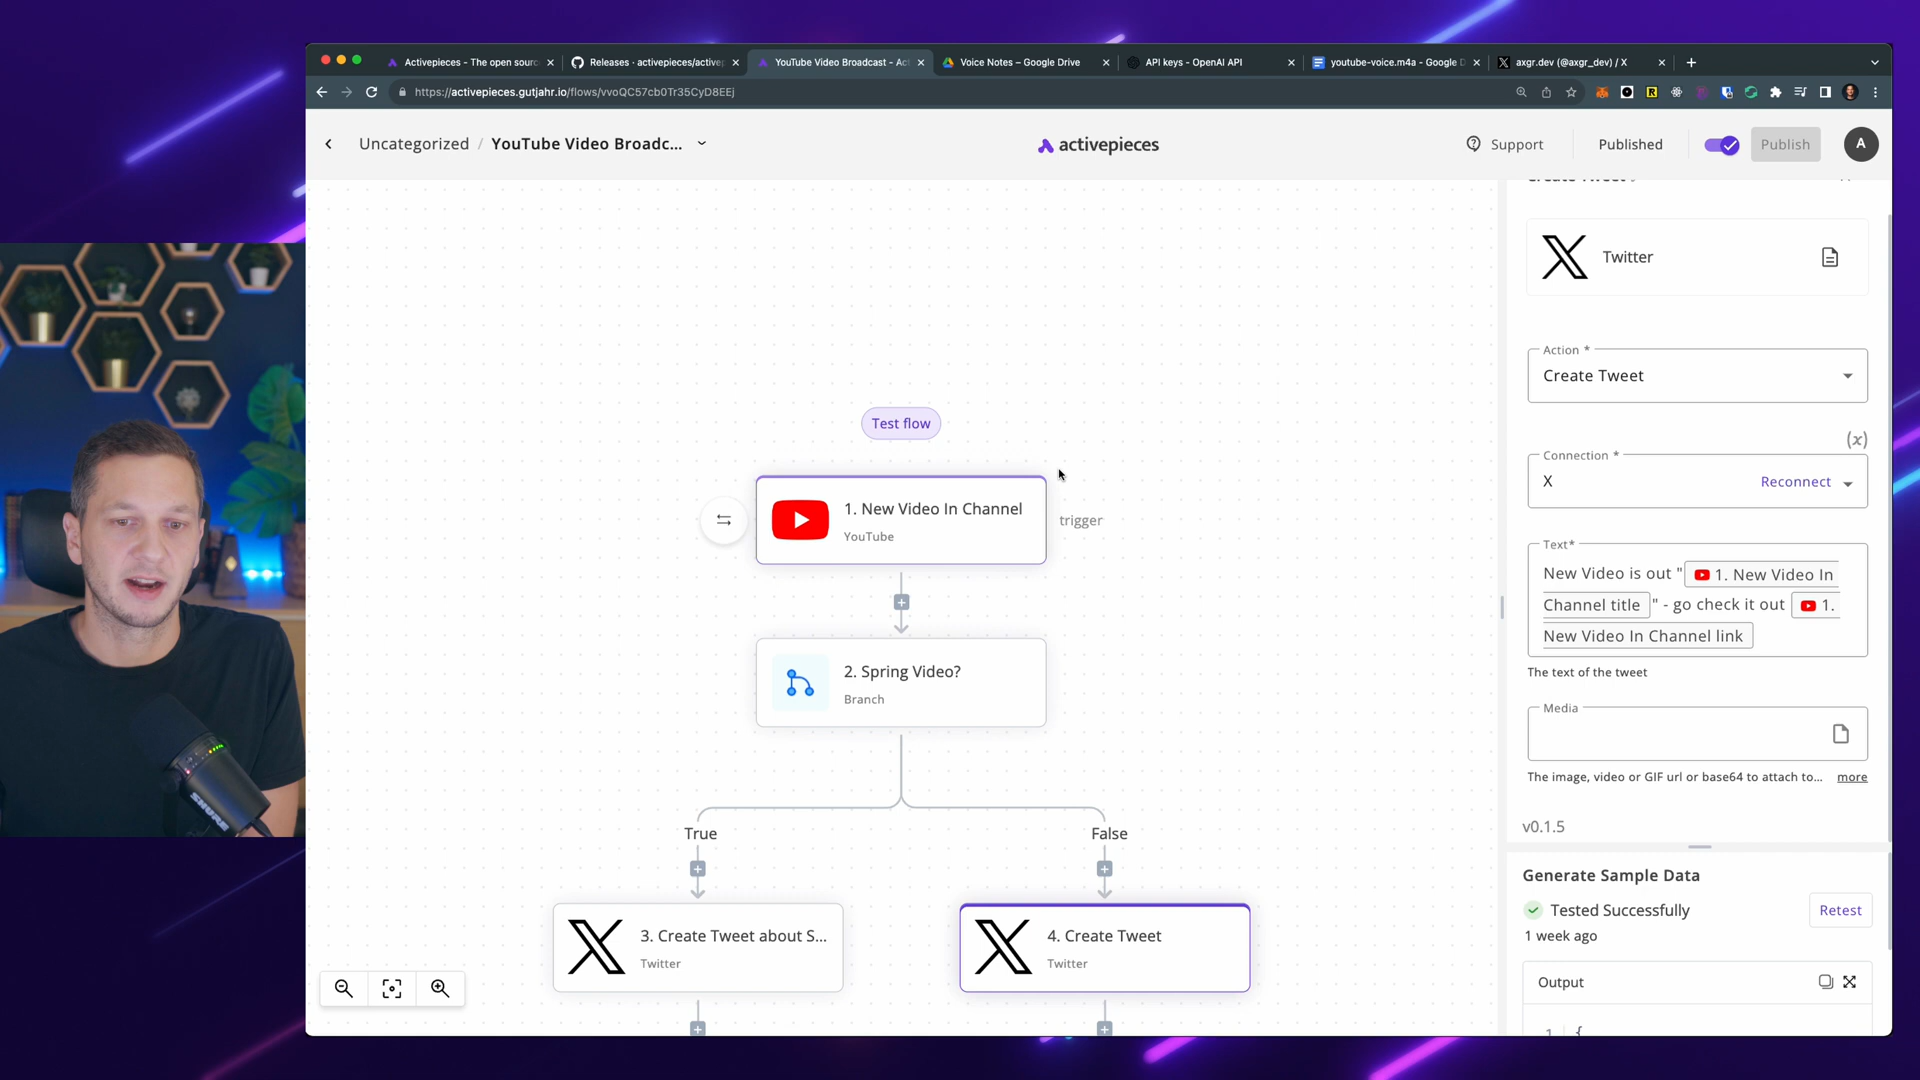 Activepieces - The open sourc
Releases · activepieces/activep
YouTube Video Broadcast - Ac
Voice Notes – Google Drive
API keys - OpenAI API
youtube-voice.m4a - Google D
axgr.dev (@axgr_dev) / X
https://activepieces.gutjahr.io/flows/vvoQC57cb0Tr35CyD8EEj
Uncategorized / YouTube Video Broadc...
activepieces
Support
Published
Publish
A
Twitter
Action *
Create Tweet
(x)
Connection *
X
Reconnect
Text*
New Video is out " 1. New Video In
Channel title " - go check it out 1.
New Video In Channel link
The text of the tweet
Media
The image, video or GIF url or base64 to attach to...
more
v0.1.5
Generate Sample Data
Tested Successfully
1 week ago
Retest
Output
1 {
Test flow
1. New Video In Channel
YouTube
trigger
2. Spring Video?
Branch
True
False
3. Create Tweet about S...
Twitter
4. Create Tweet
Twitter
SHURE